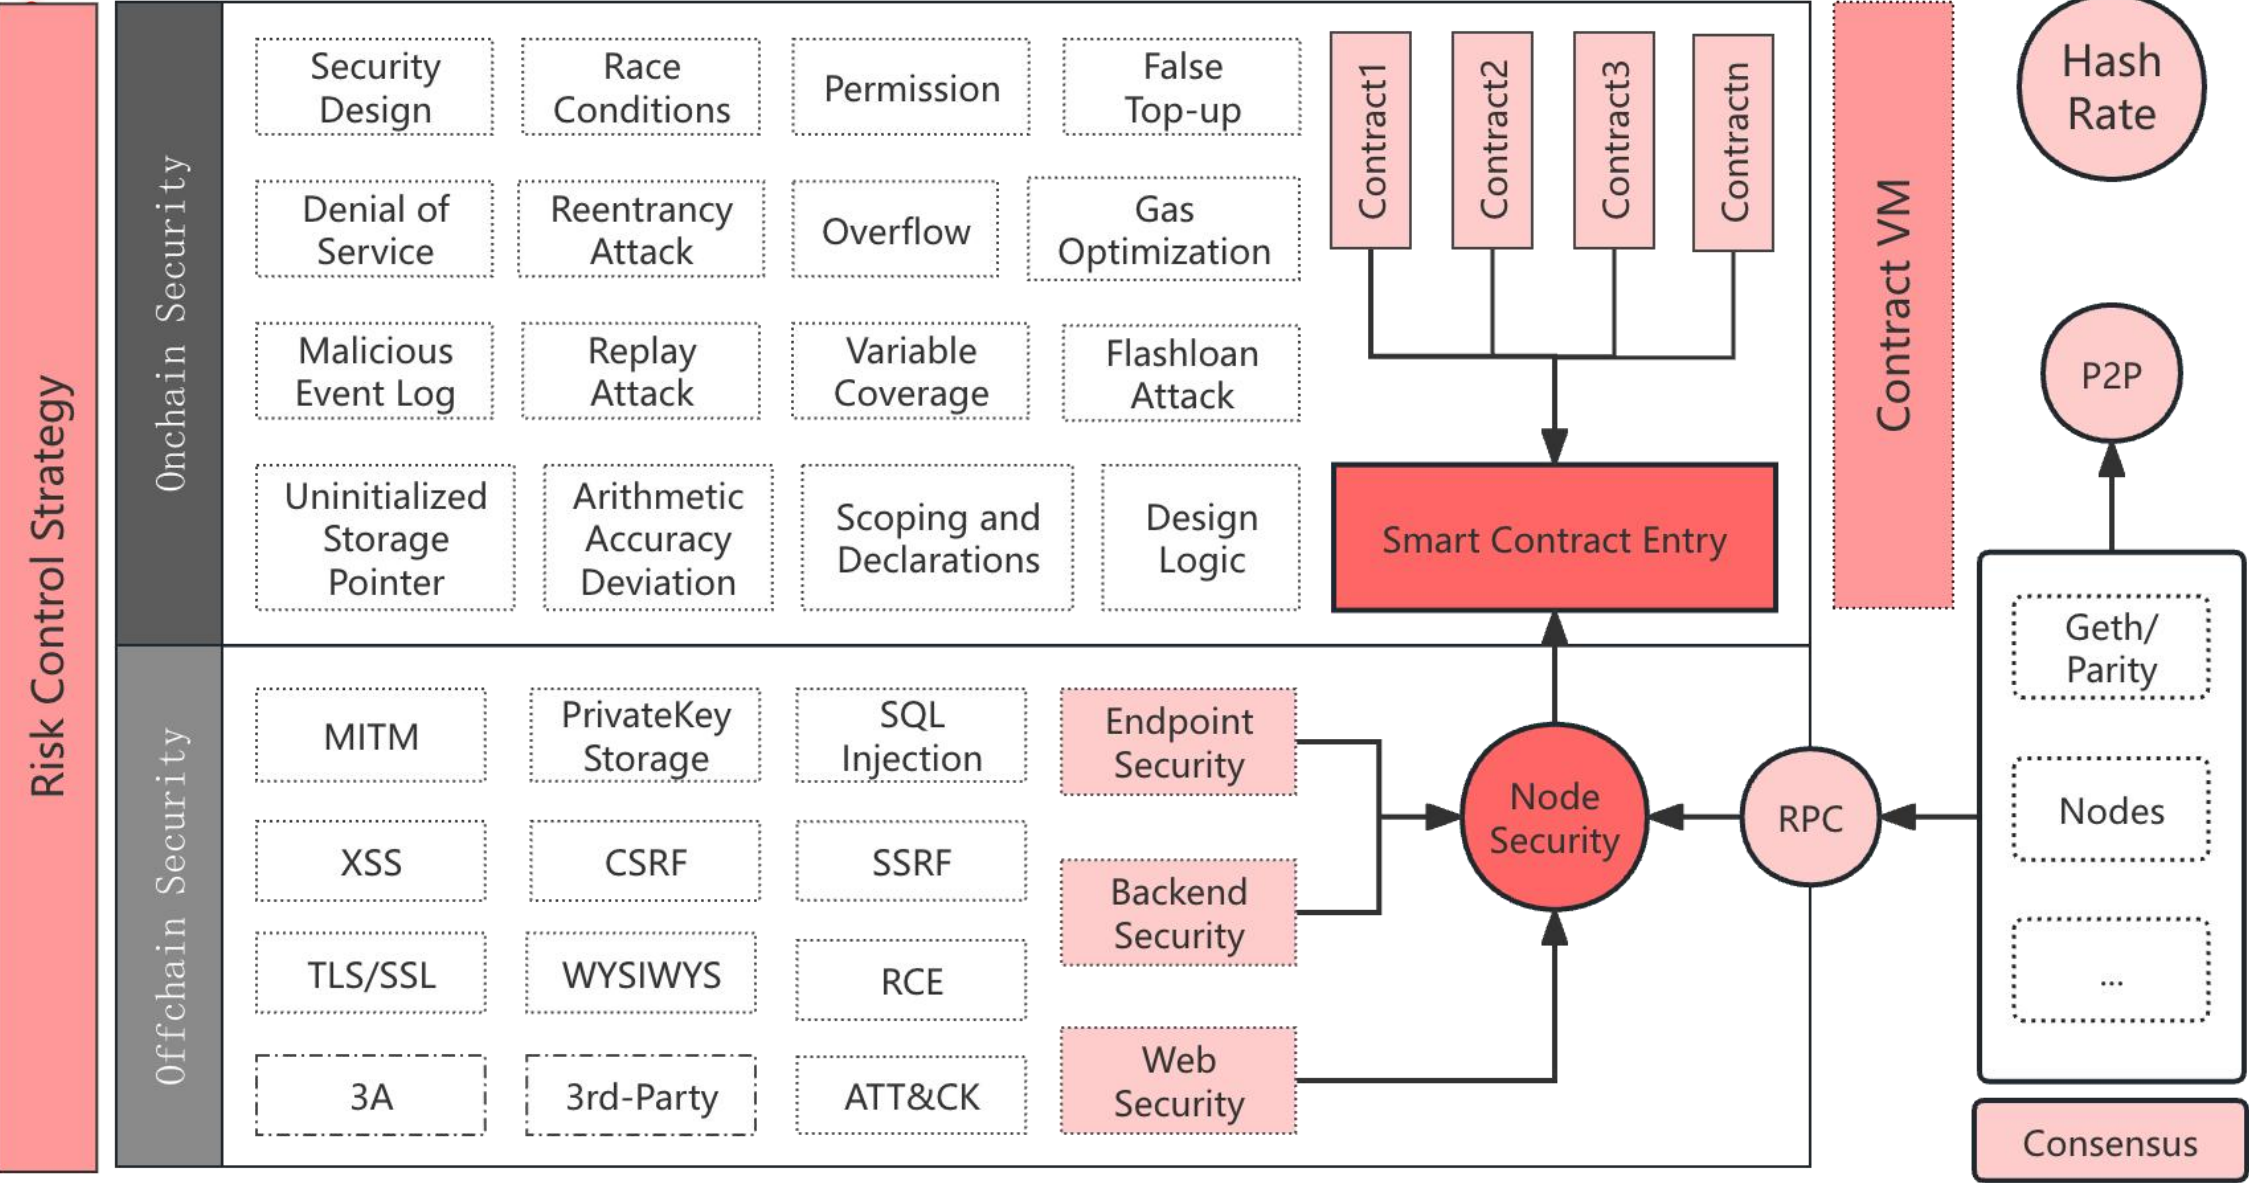 Risk Control Strategy
Onchain Security
Security
Design
Race
Conditions
Permission
False
Top-up
Denial of
Service
Reentrancy
Attack
Overflow
Gas
Optimization
Malicious
Event Log
Replay
Attack
Variable
Coverage
Flashloan
Attack
Uninitialized
Storage
Pointer
Arithmetic
Accuracy
Deviation
Scoping and
Declarations
Design
Logic
Contract1
Contract2
Contract3
Contractn
Smart Contract Entry
Offchain Security
MITM
PrivateKey
Storage
SQL
Injection
XSS
CSRF
SSRF
TLS/SSL
WYSIWYS
RCE
3A
3rd-Party
ATT&CK
Endpoint
Security
Backend
Security
Web
Security
Node
Security
RPC
Contract VM
Hash
Rate
P2P
Geth/
Parity
Nodes
...
Consensus